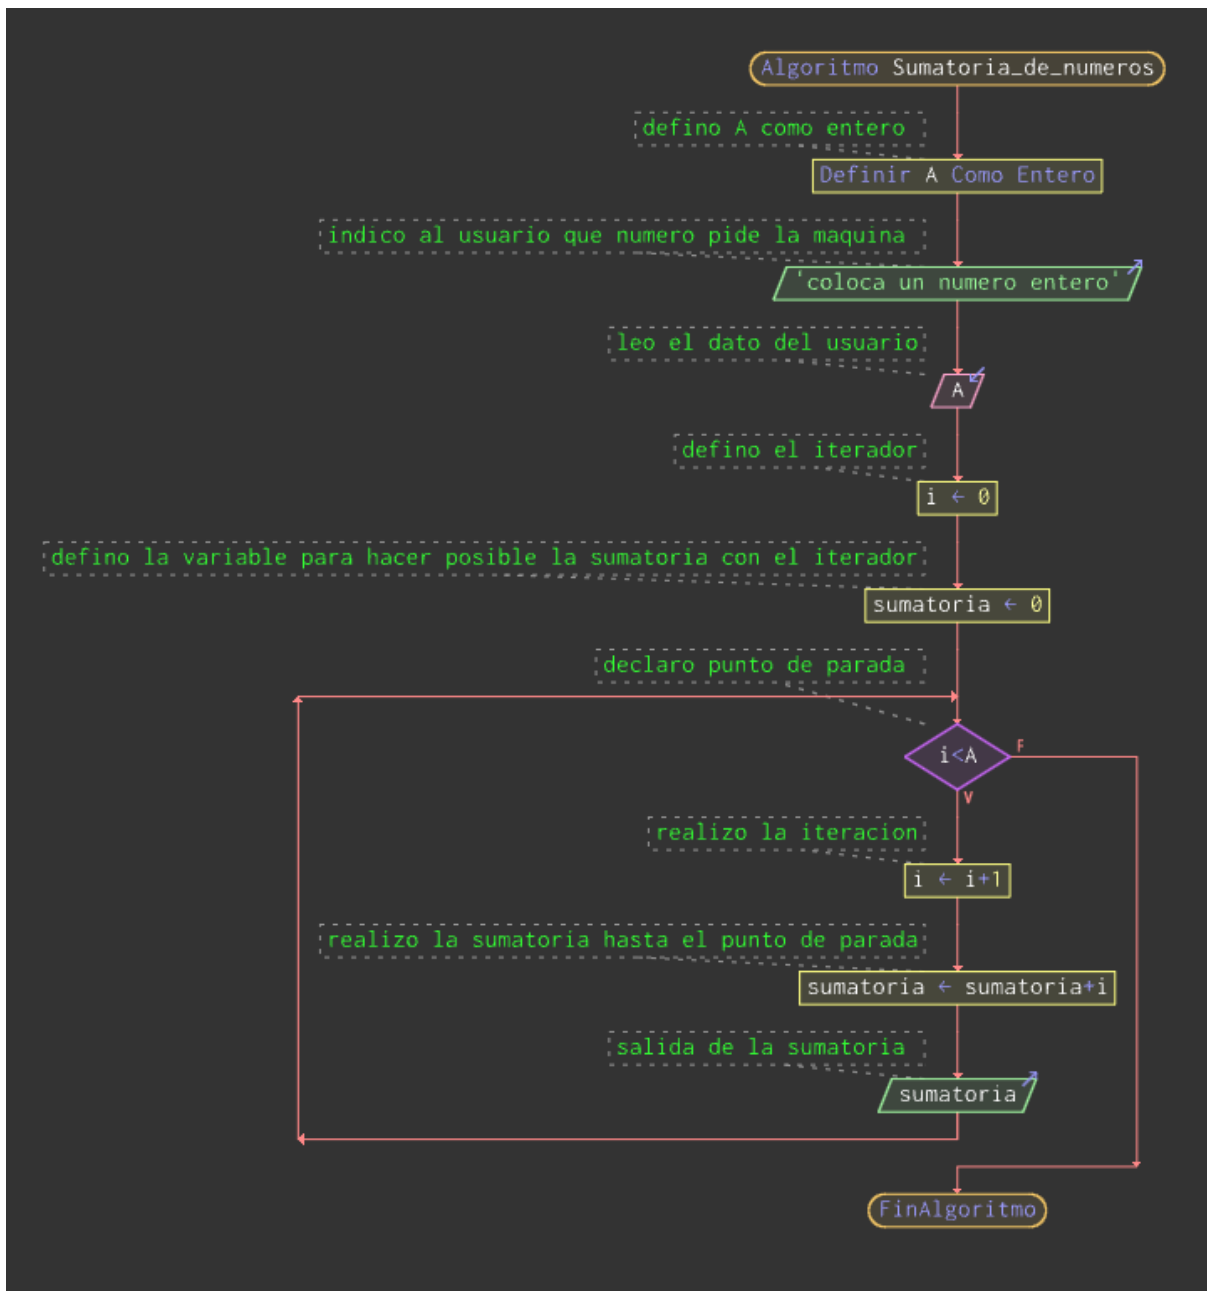 Algoritmo Sumatoria_de_numeros
defino A como entero
Definir A Como Entero
indico al usuario que numero pide la maquina
'coloca un numero entero'
leo el dato del usuario
A
defino el iterador
i ← 0
defino la variable para hacer posible la sumatoria con el iterador
sumatoria ← 0
declaro punto de parada
i<A
F
V
realizo la iteracion
i ← i+1
realizo la sumatoria hasta el punto de parada
sumatoria ← sumatoria+i
salida de la sumatoria
sumatoria
FinAlgoritmo